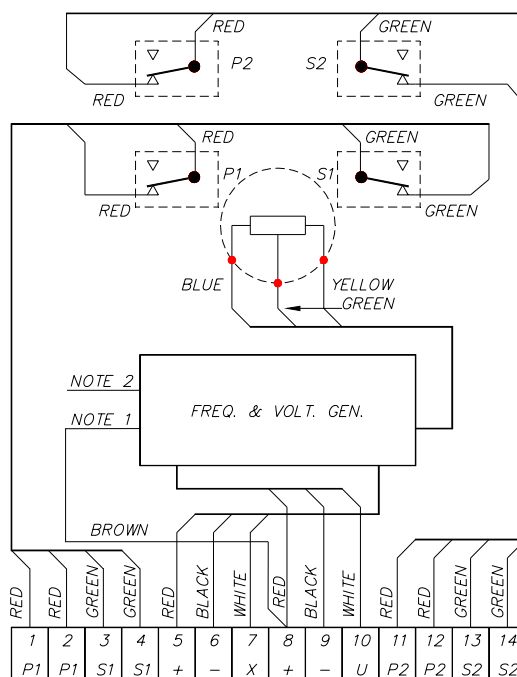 RED GREEN
P2 S2
RED GREEN
RED GREEN
P1 S1
RED GREEN
BLUE YELLOW
GREEN
NOTE 2
FREQ. & VOLT. GEN.
NOTE 1
BROWN
RED RED GREEN GREEN RED BLACK WHITE RED BLACK WHITE RED RED GREEN GREEN
1 2 3 4 5 6 7 8 9 10 11 12 13 14
P1 P1 S1 S1 + - X + - U P2 P2 S2 S2